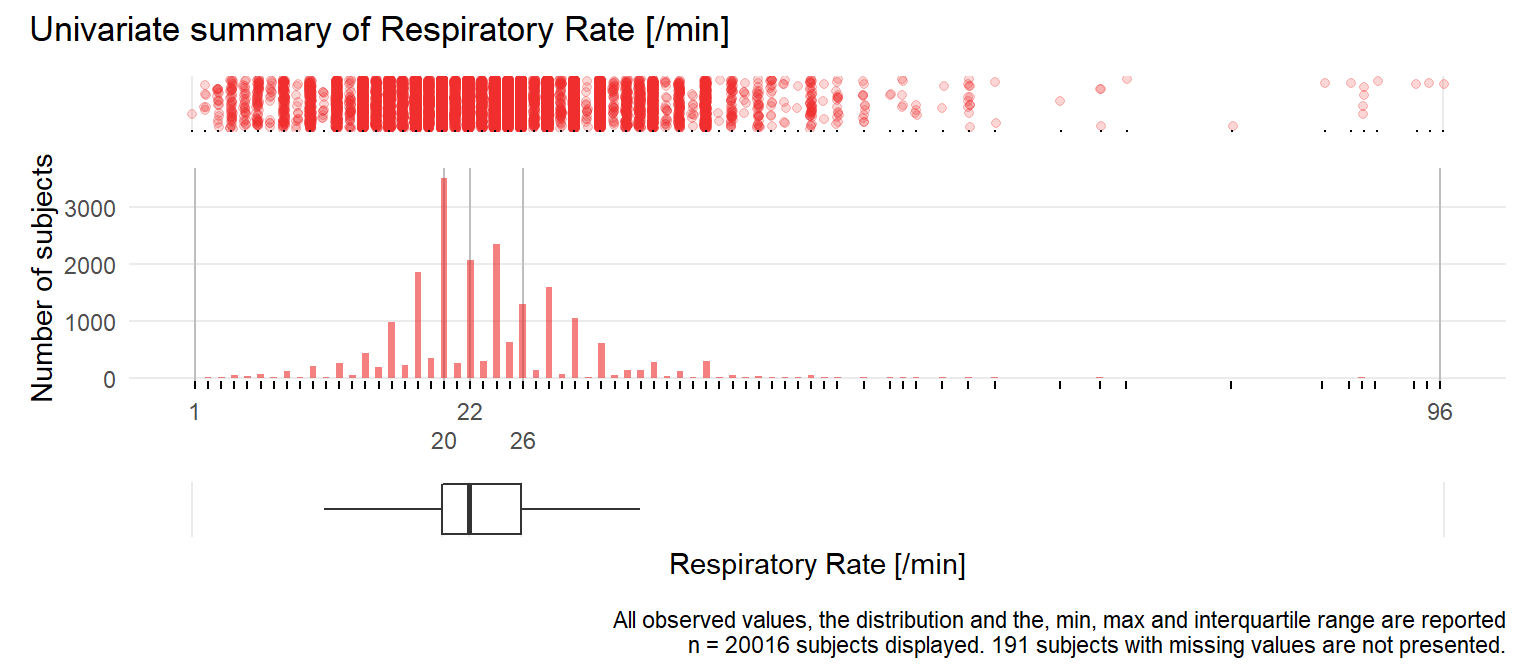 Univariate summary of Respiratory Rate [/min]
Number of subjects
3000
2000
1000
0
1 22 96
20 26
Respiratory Rate [/min]
All observed values, the distribution and the, min, max and interquartile range are reported
n = 20016 subjects displayed. 191 subjects with missing values are not presented.